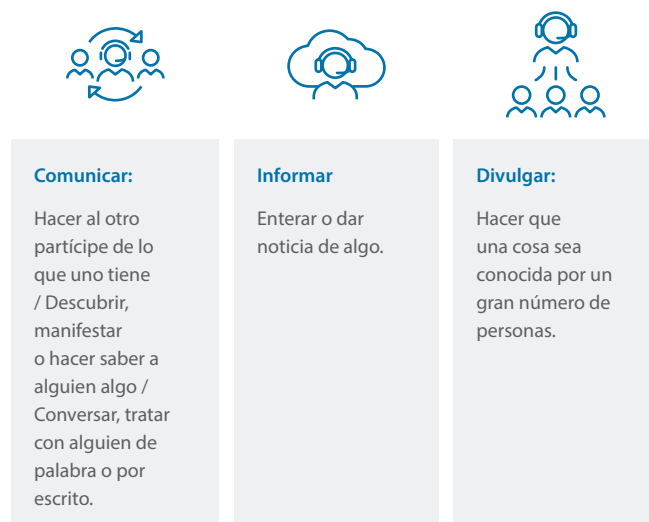 Comunicar:
Hacer al otro
partícipe de lo
que uno tiene
/ Descubrir,
manifestar
o hacer saber a
alguien algo /
Conversar, tratar
con alguien de
palabra o por
escrito.
Informar
Enterar o dar
noticia de algo.
Divulgar:
Hacer que
una cosa sea
conocida por un
gran número de
personas.